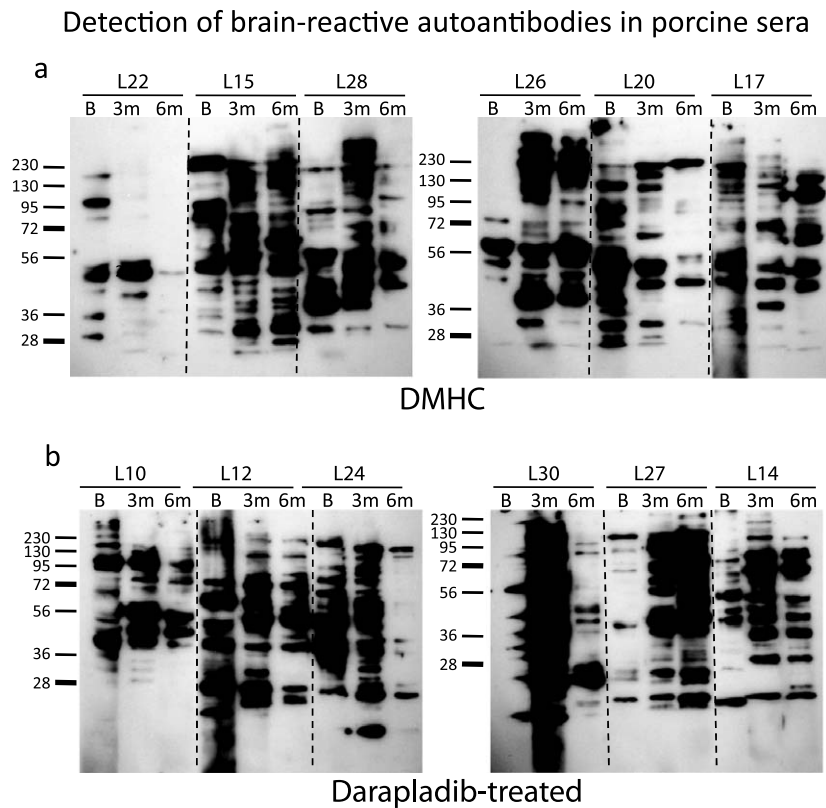 Detection of brain-reactive autoantibodies in porcine sera
a
L22 L15 L28 L26 L20 L17
B 3m 6m B 3m 6m B 3m 6m B 3m 6m B 3m 6m B 3m 6m
230 230
130 130
95 95
72 72
56 56
36 36
28 28
DMHC
b
L10 L12 L24 L30 L27 L14
B 3m 6m B 3m 6m B 3m 6m B 3m 6m B 3m 6m B 3m 6m
230 230
130 130
95 95
72 72
56 56
36 36
28 28
Darapladib-treated